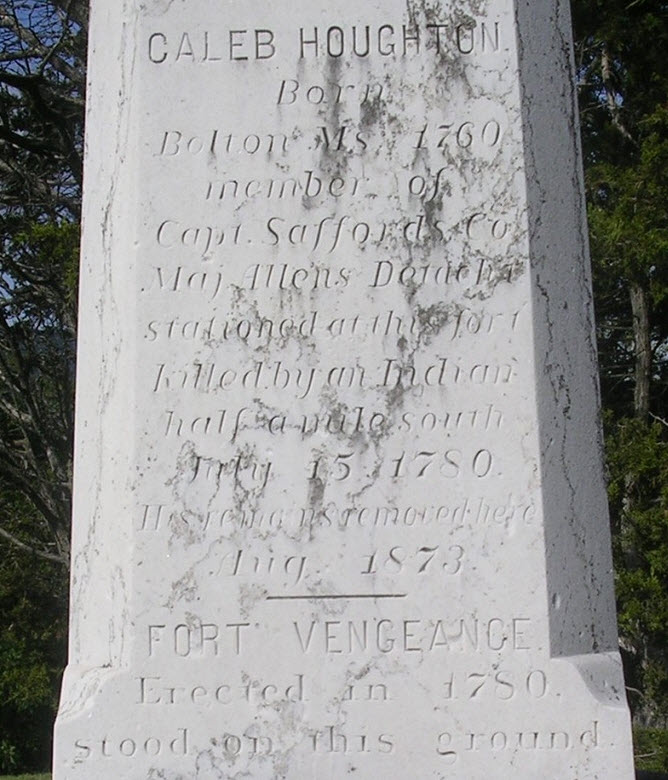 CALEB HOUGHTON.
Born
Bolton Ms. 1760
member of
Capt. Saffords Co
Maj Allens Detacht
stationed at this fort
killed by an Indian
half a mile south
July 15, 1780.
His remains removed here
Aug. 1873.
FORT VENGEANCE.
Erected in 1780.
stood on this ground.